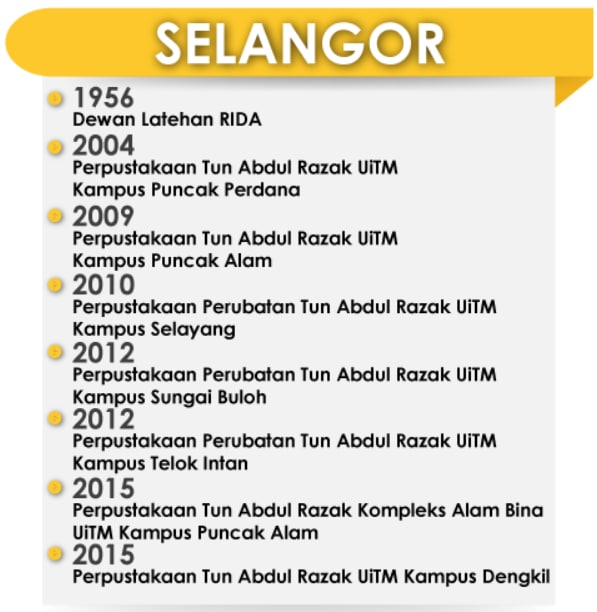 SELANGOR
1956
Dewan Latehan RIDA
2004
Perpustakaan Tun Abdul Razak UiTM
Kampus Puncak Perdana
2009
Perpustakaan Tun Abdul Razak UiTM
Kampus Puncak Alam
2010
Perpustakaan Perubatan Tun Abdul Razak UiTM
Kampus Selayang
2012
Perpustakaan Perubatan Tun Abdul Razak UiTM
Kampus Sungai Buloh
2012
Perpustakaan Perubatan Tun Abdul Razak UiTM
Kampus Telok Intan
2015
Perpustakaan Tun Abdul Razak Kompleks Alam Bina
UiTM Kampus Puncak Alam
2015
Perpustakaan Tun Abdul Razak UiTM Kampus Dengkil